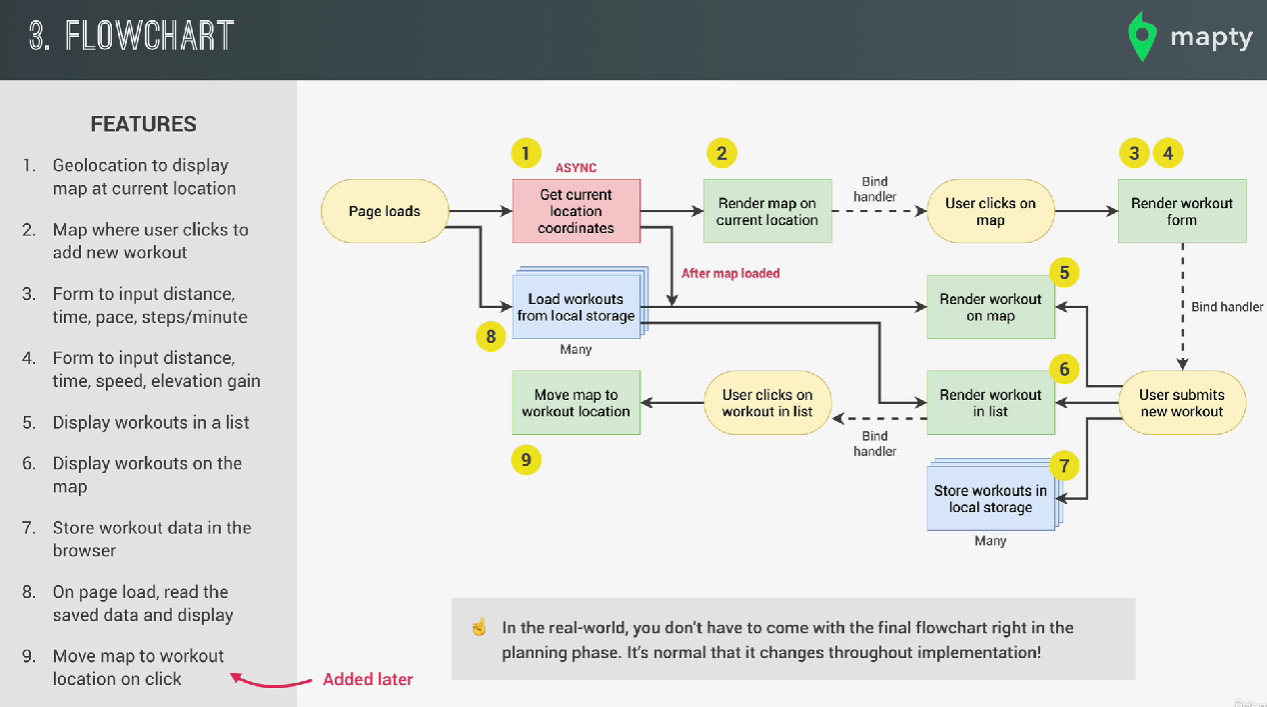 3. FLOWCHART
mapty
FEATURES
1. Geolocation to display
map at current location
2. Map where user clicks to
add new workout
3. Form to input distance,
time, pace, steps/minute
4. Form to input distance,
time, speed, elevation gain
5. Display workouts in a list
6. Display workouts on the
map
7. Store workout data in the
browser
8. On page load, read the
saved data and display
9. Move map to workout
location on click
Added later
Page loads
1
ASYNC
Get current
location
coordinates
2
Render map on
current location
Bind
handler
User clicks on
map
3 4
Render workout
form
After map loaded
Bind handler
8
Load workouts
from local storage
Many
5
Render workout
on map
9
Move map to
workout location
User clicks on
workout in list
Bind
handler
6
Render workout
in list
User submits
new workout
7
Store workouts in
local storage
Many
☝ In the real-world, you don't have to come with the final flowchart right in the
planning phase. It's normal that it changes throughout implementation!